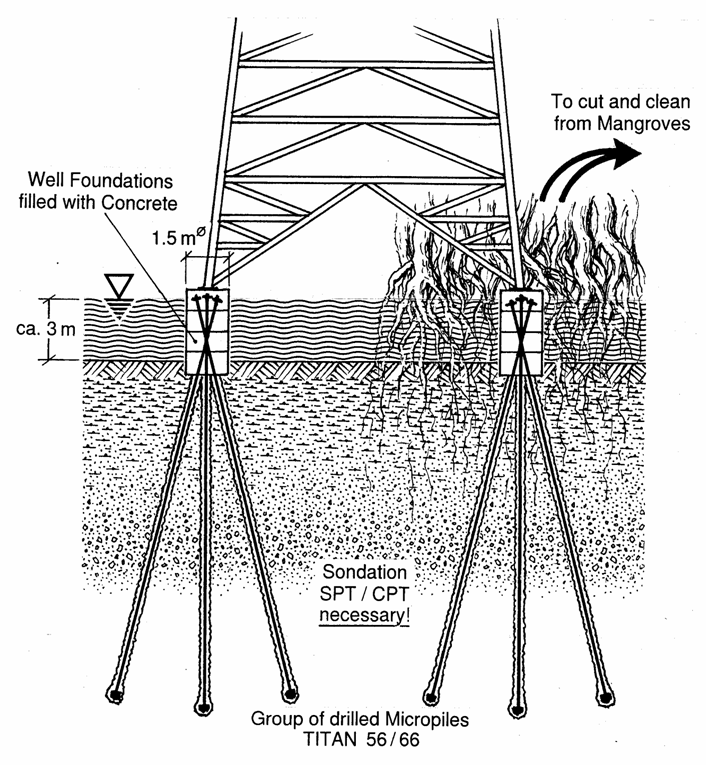 To cut and clean
from Mangroves
Well Foundations
filled with Concrete
1.5 m ø
ca. 3 m
Sondation
SPT / CPT
necessary!
Group of drilled Micropiles
TITAN 56 / 66